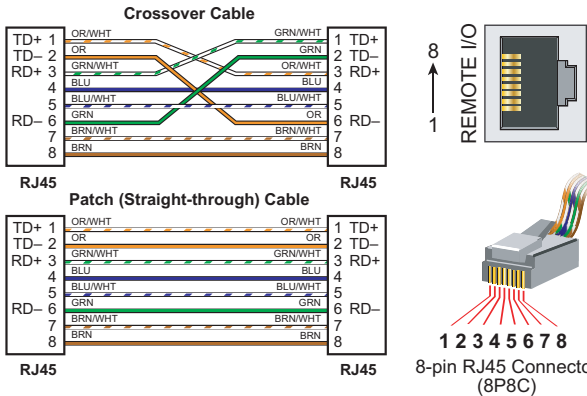 Crossover Cable
TD+ 1 OR/WHT GRN/WHT 1 TD+
TD– 2 OR GRN 2 TD–
RD+ 3 GRN/WHT OR/WHT 3 RD+
4 BLU BLU 4
5 BLU/WHT BLU/WHT 5
RD– 6 GRN OR 6 RD–
7 BRN/WHT BRN/WHT 7
8 BRN BRN 8
RJ45 RJ45
Patch (Straight-through) Cable
TD+ 1 OR/WHT OR/WHT 1 TD+
TD– 2 OR OR 2 TD–
RD+ 3 GRN/WHT GRN/WHT 3 RD+
4 BLU BLU 4
5 BLU/WHT BLU/WHT 5
RD– 6 GRN GRN 6 RD–
7 BRN/WHT BRN/WHT 7
8 BRN BRN 8
RJ45 RJ45
8
1
REMOTE I/O
1 2 3 4 5 6 7 8
8-pin RJ45 Connecto
(8P8C)